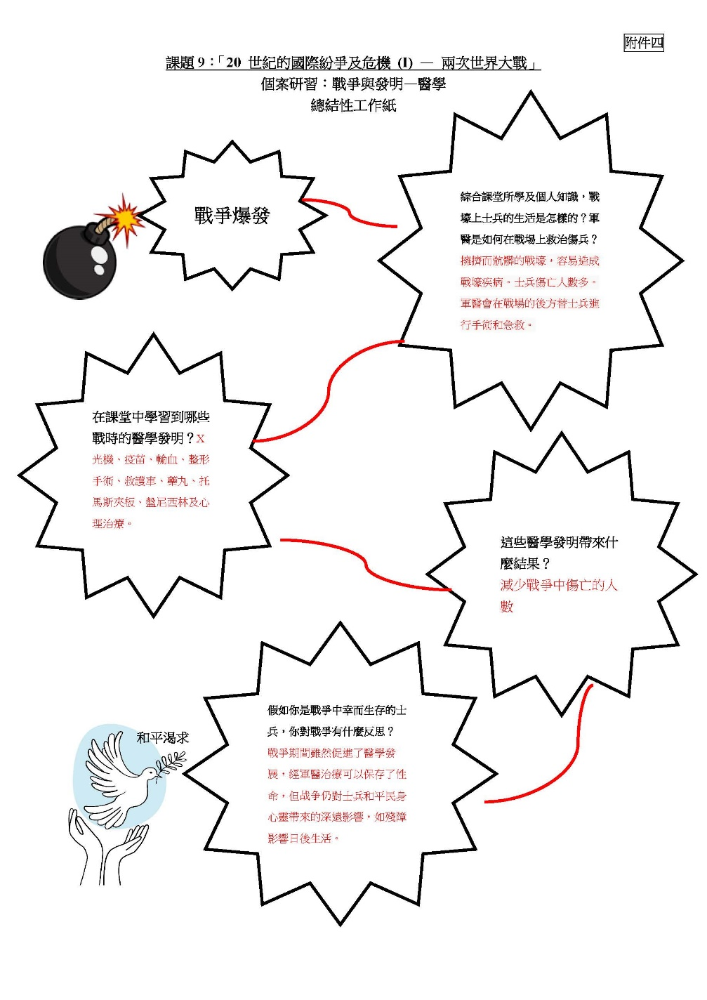 附件四
課題 9：「20 世紀的國際紛爭及危機 (I) — 兩次世界大戰」
個案研習：戰爭與發明—醫學
總結性工作紙
戰爭爆發
綜合課堂所學及個人知識，戰
壕上士兵的生活是怎樣的？軍
醫是如何在戰場上救治傷兵？
擁擠而骯髒的戰壕，容易造成
戰壕疾病。士兵傷亡人數多。
軍醫會在戰場的後方替士兵進
行手術和急救。
在課堂中學習到哪些
戰時的醫學發明？X
光機、疫苗、輸血、整形
手術、救護車、藥丸、托
馬斯夾板、盤尼西林及心
理治療。
這些醫學發明帶來什
麼結果？
減少戰爭中傷亡的人
數
假如你是戰爭中幸而生存的士
兵，你對戰爭有什麼反思？
戰爭期間雖然促進了醫學發
展，經軍醫治療可以保存了性
命，但战争仍對士兵和平民身
心靈帶來的深遠影響，如殘障
影響日後生活。
和平渴求